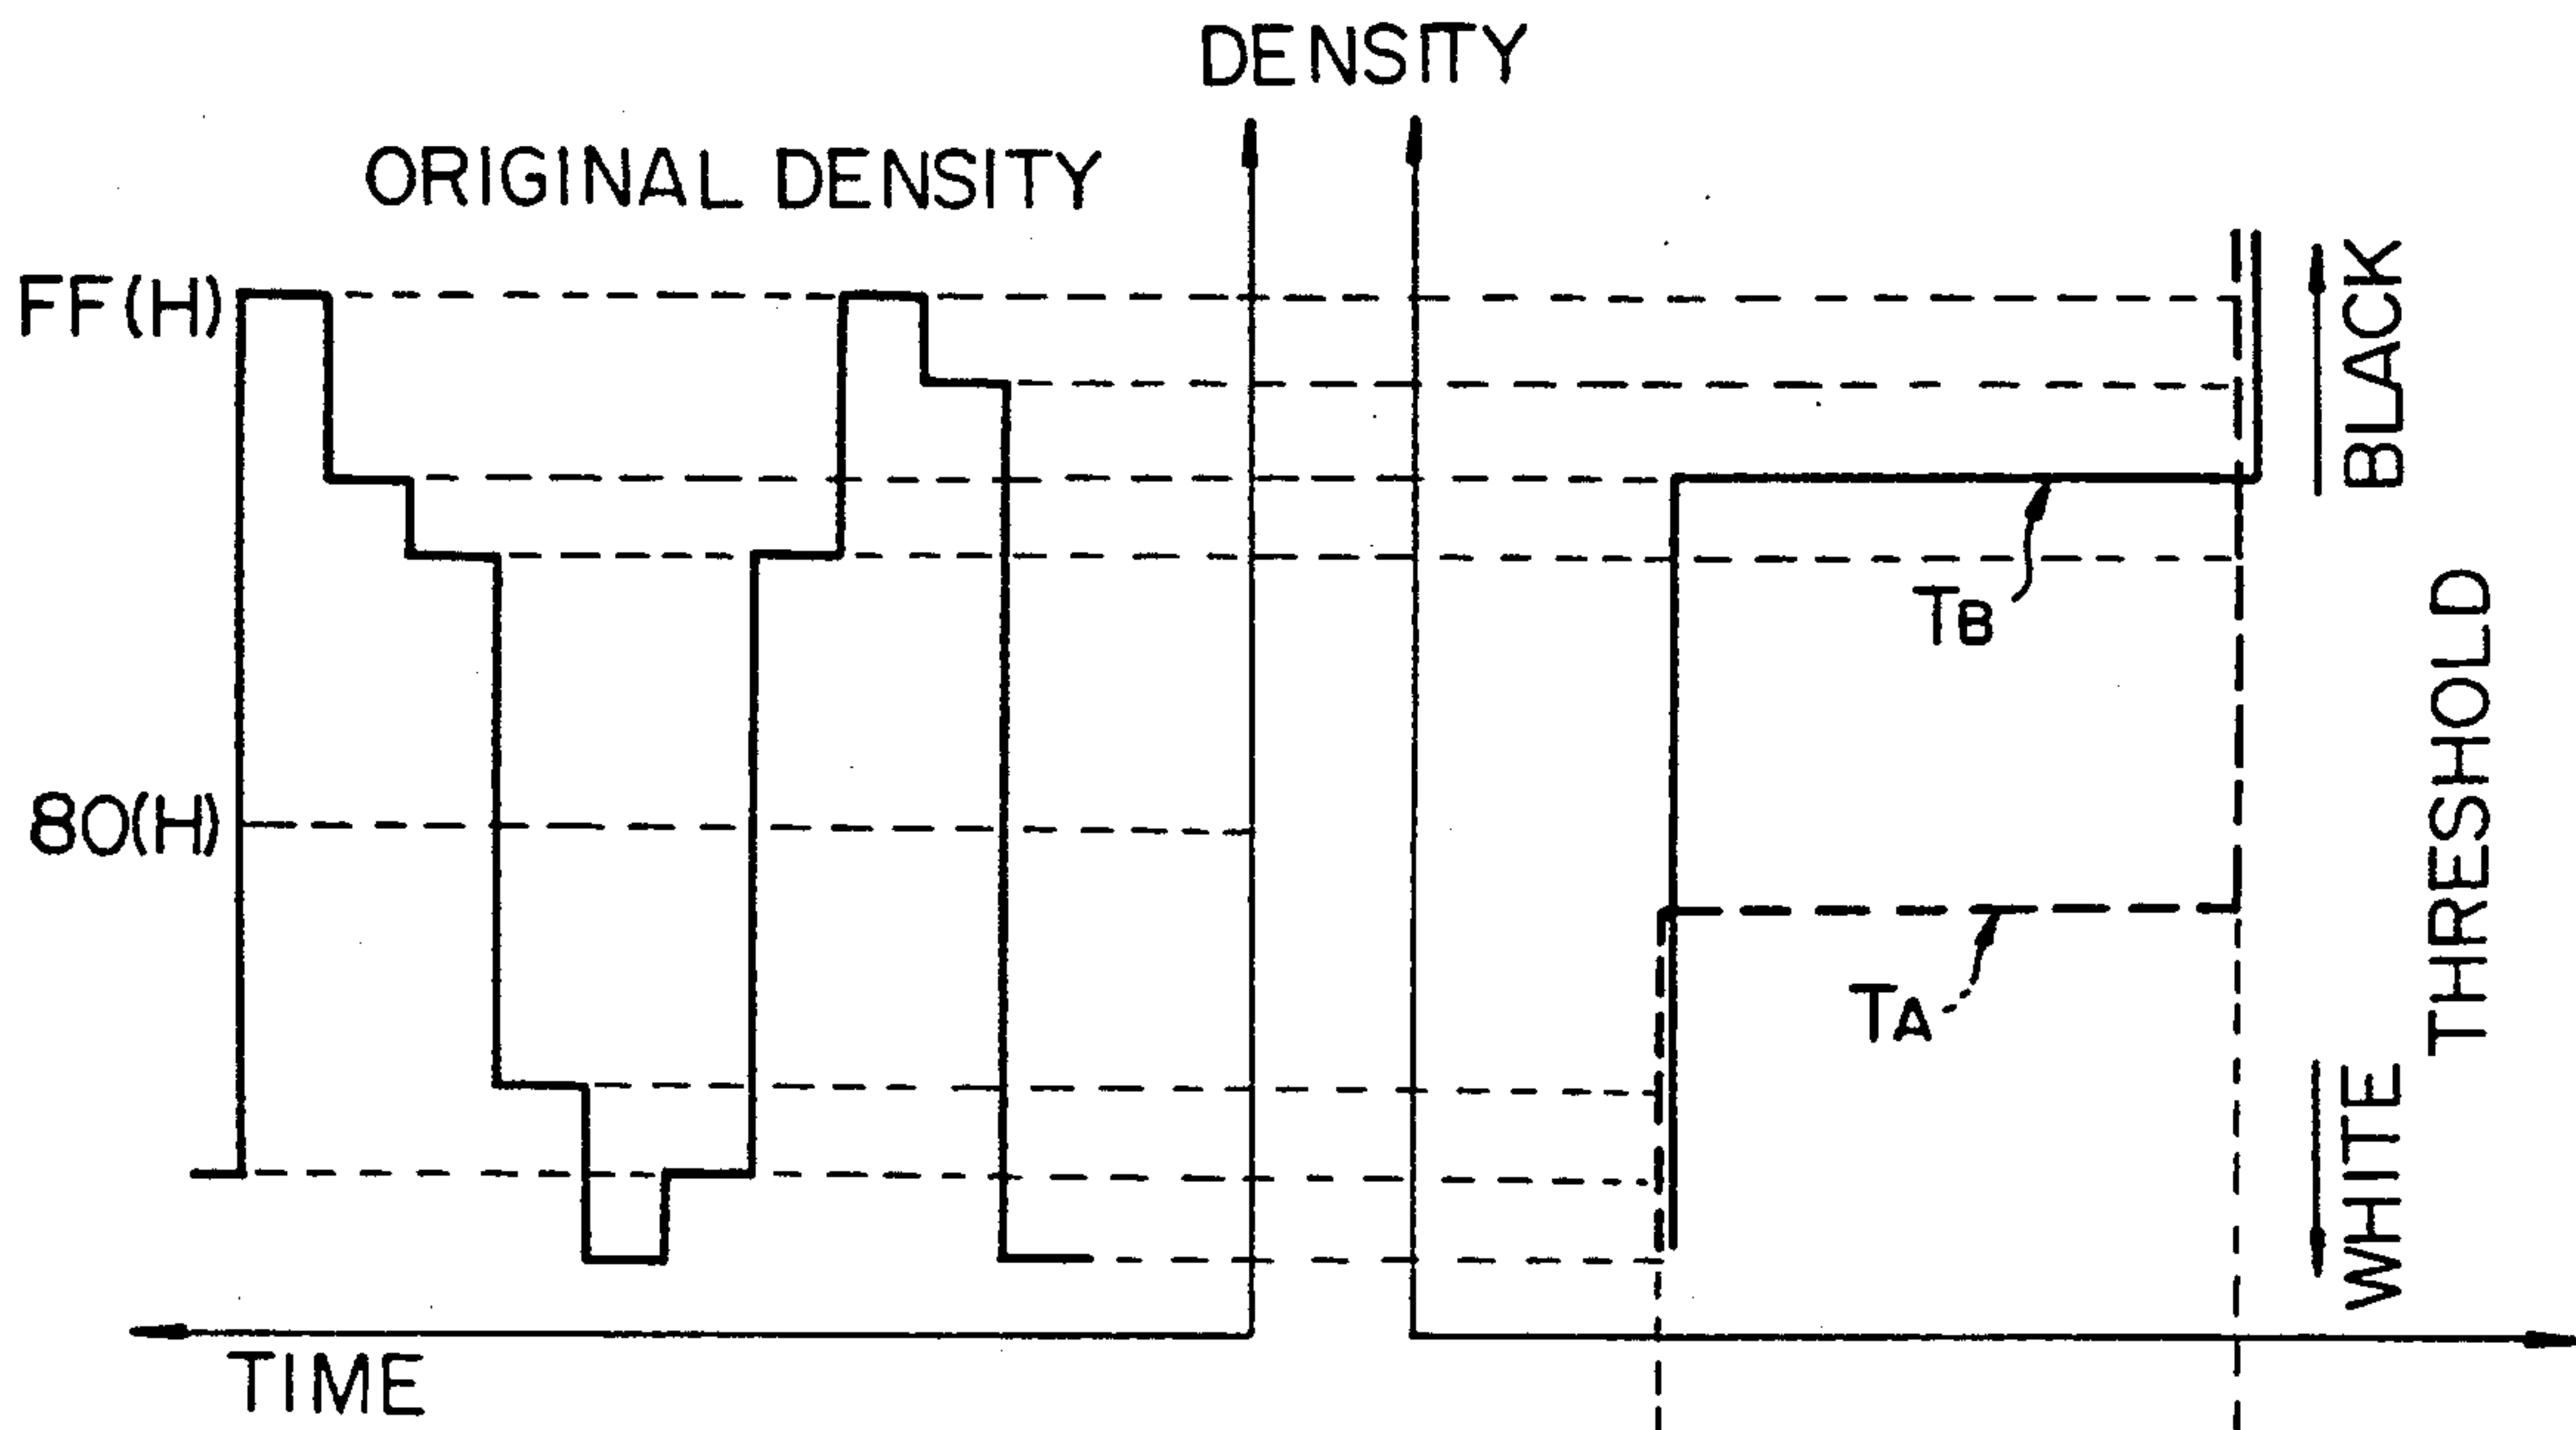 DENSITY
ORIGINAL DENSITY
FF(H)
BLACK
TB
THRESHOLD
80(H)
TA
WHITE
TIME